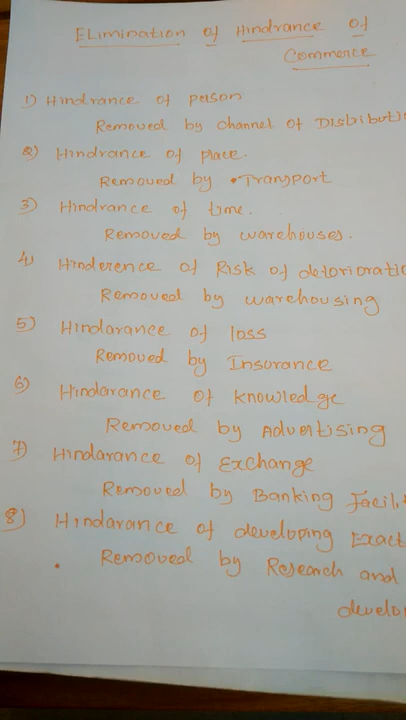 Elimination of Hindrance of
Commerce
1) Hindrance of person
Removed by channel of Distributi
2) Hindrance of place.
Removed by Transport
3) Hindrance of time.
Removed by warehouses.
4) Hinderence of Risk of detorioratio
Removed by warehousing
5) Hindarance of loss
Removed by Insurance
6) Hindarance of knowledge
Removed by Advertising
7) Hindarance of Exchange
Removed by Banking Facili
8) Hindarance of developing Exact
Removed by Research and
develo